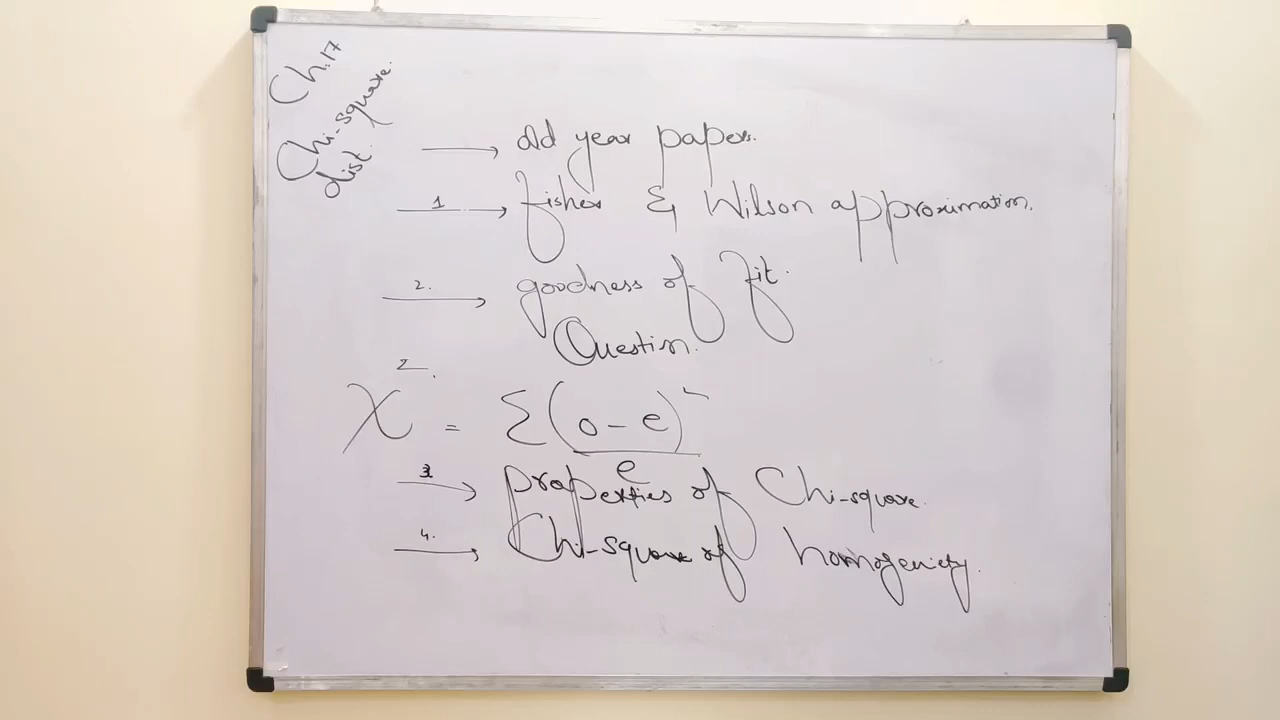 Ch.17
Chi-square
dist.
→ old year papers.
1 → fisher & Wilson approximation.
2. → goodness of fit.
Question.
χ² = Σ(o-e)²
e
3 → properties of Chi-square.
4. → Chi-square of homogeniety.